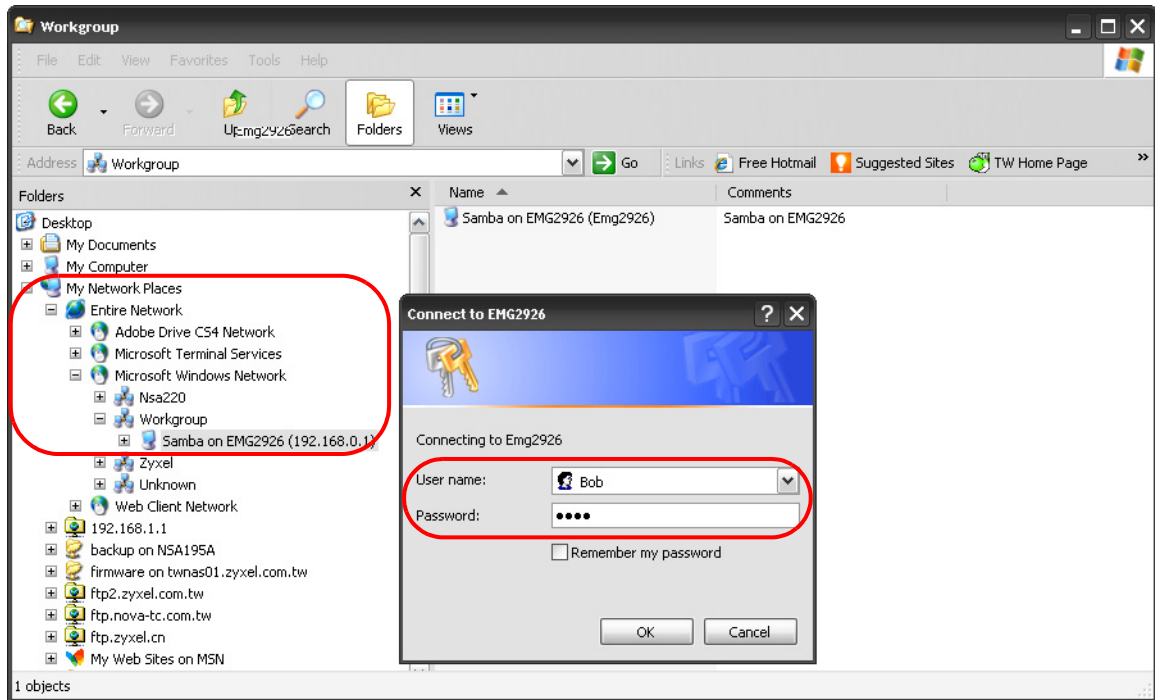 Workgroup
File Edit View Favorites Tools Help
Back Forward Up Emg2926 Search Folders Views
Address Workgroup Go Links Free Hotmail Suggested Sites TW Home Page »
Folders
Name Comments
Samba on EMG2926 (Emg2926) Samba on EMG2926
Desktop
My Documents
My Computer
My Network Places
Entire Network
Adobe Drive CS4 Network
Microsoft Terminal Services
Microsoft Windows Network
Nsa220
Workgroup
Samba on EMG2926 (192.168.0.1)
Zyxel
Unknown
Web Client Network
192.168.1.1
backup on NSA195A
firmware on twnas01.zyxel.com.tw
ftp2.zyxel.com.tw
ftp.nova-tc.com.tw
ftp.zyxel.cn
My Web Sites on MSN
Connect to EMG2926
Connecting to Emg2926
User name: Bob
Password: ••••
Remember my password
OK Cancel
1 objects